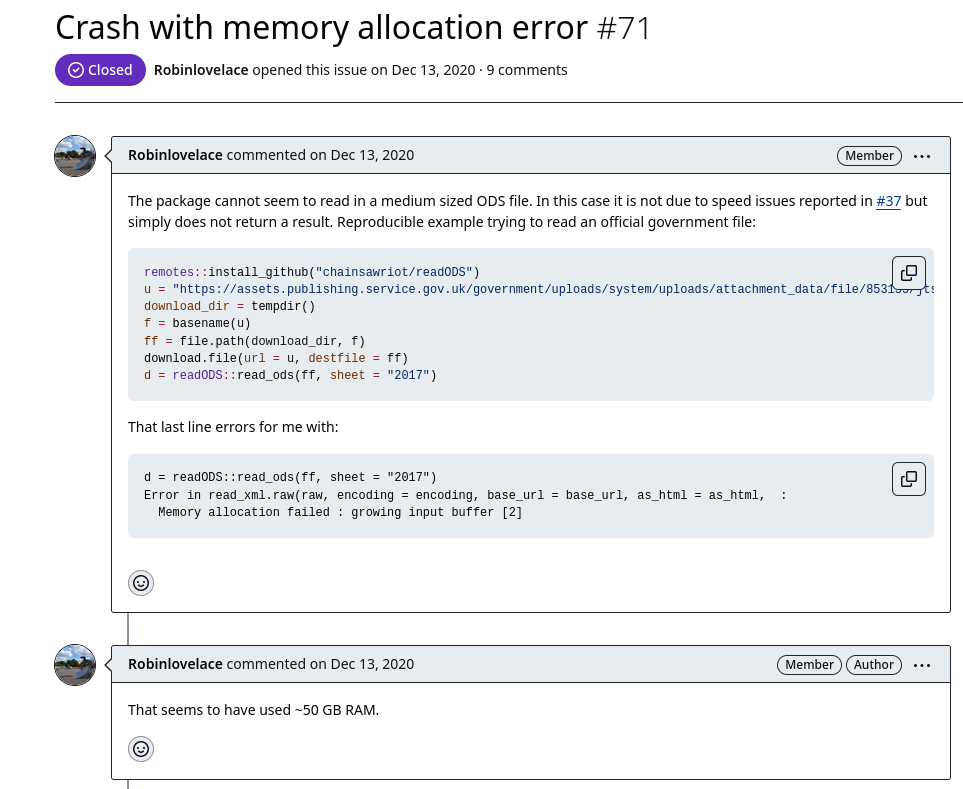 Crash with memory allocation error #71
Closed Robinlovelace opened this issue on Dec 13, 2020 · 9 comments
Robinlovelace commented on Dec 13, 2020 Member
The package cannot seem to read in a medium sized ODS file. In this case it is not due to speed issues reported in #37 but
simply does not return a result. Reproducible example trying to read an official government file:
remotes::install_github("chainsawriot/readODS")
u = "https://assets.publishing.service.gov.uk/government/uploads/system/uploads/attachment_data/file/
download_dir = tempdir()
f = basename(u)
ff = file.path(download_dir, f)
download.file(url = u, destfile = ff)
d = readODS::read_ods(ff, sheet = "2017")
That last line errors for me with:
d = readODS::read_ods(ff, sheet = "2017")
Error in read_xml.raw(raw, encoding = encoding, base_url = base_url, as_html = as_html,  :
  Memory allocation failed : growing input buffer [2]
Robinlovelace commented on Dec 13, 2020 Member Author
That seems to have used ~50 GB RAM.